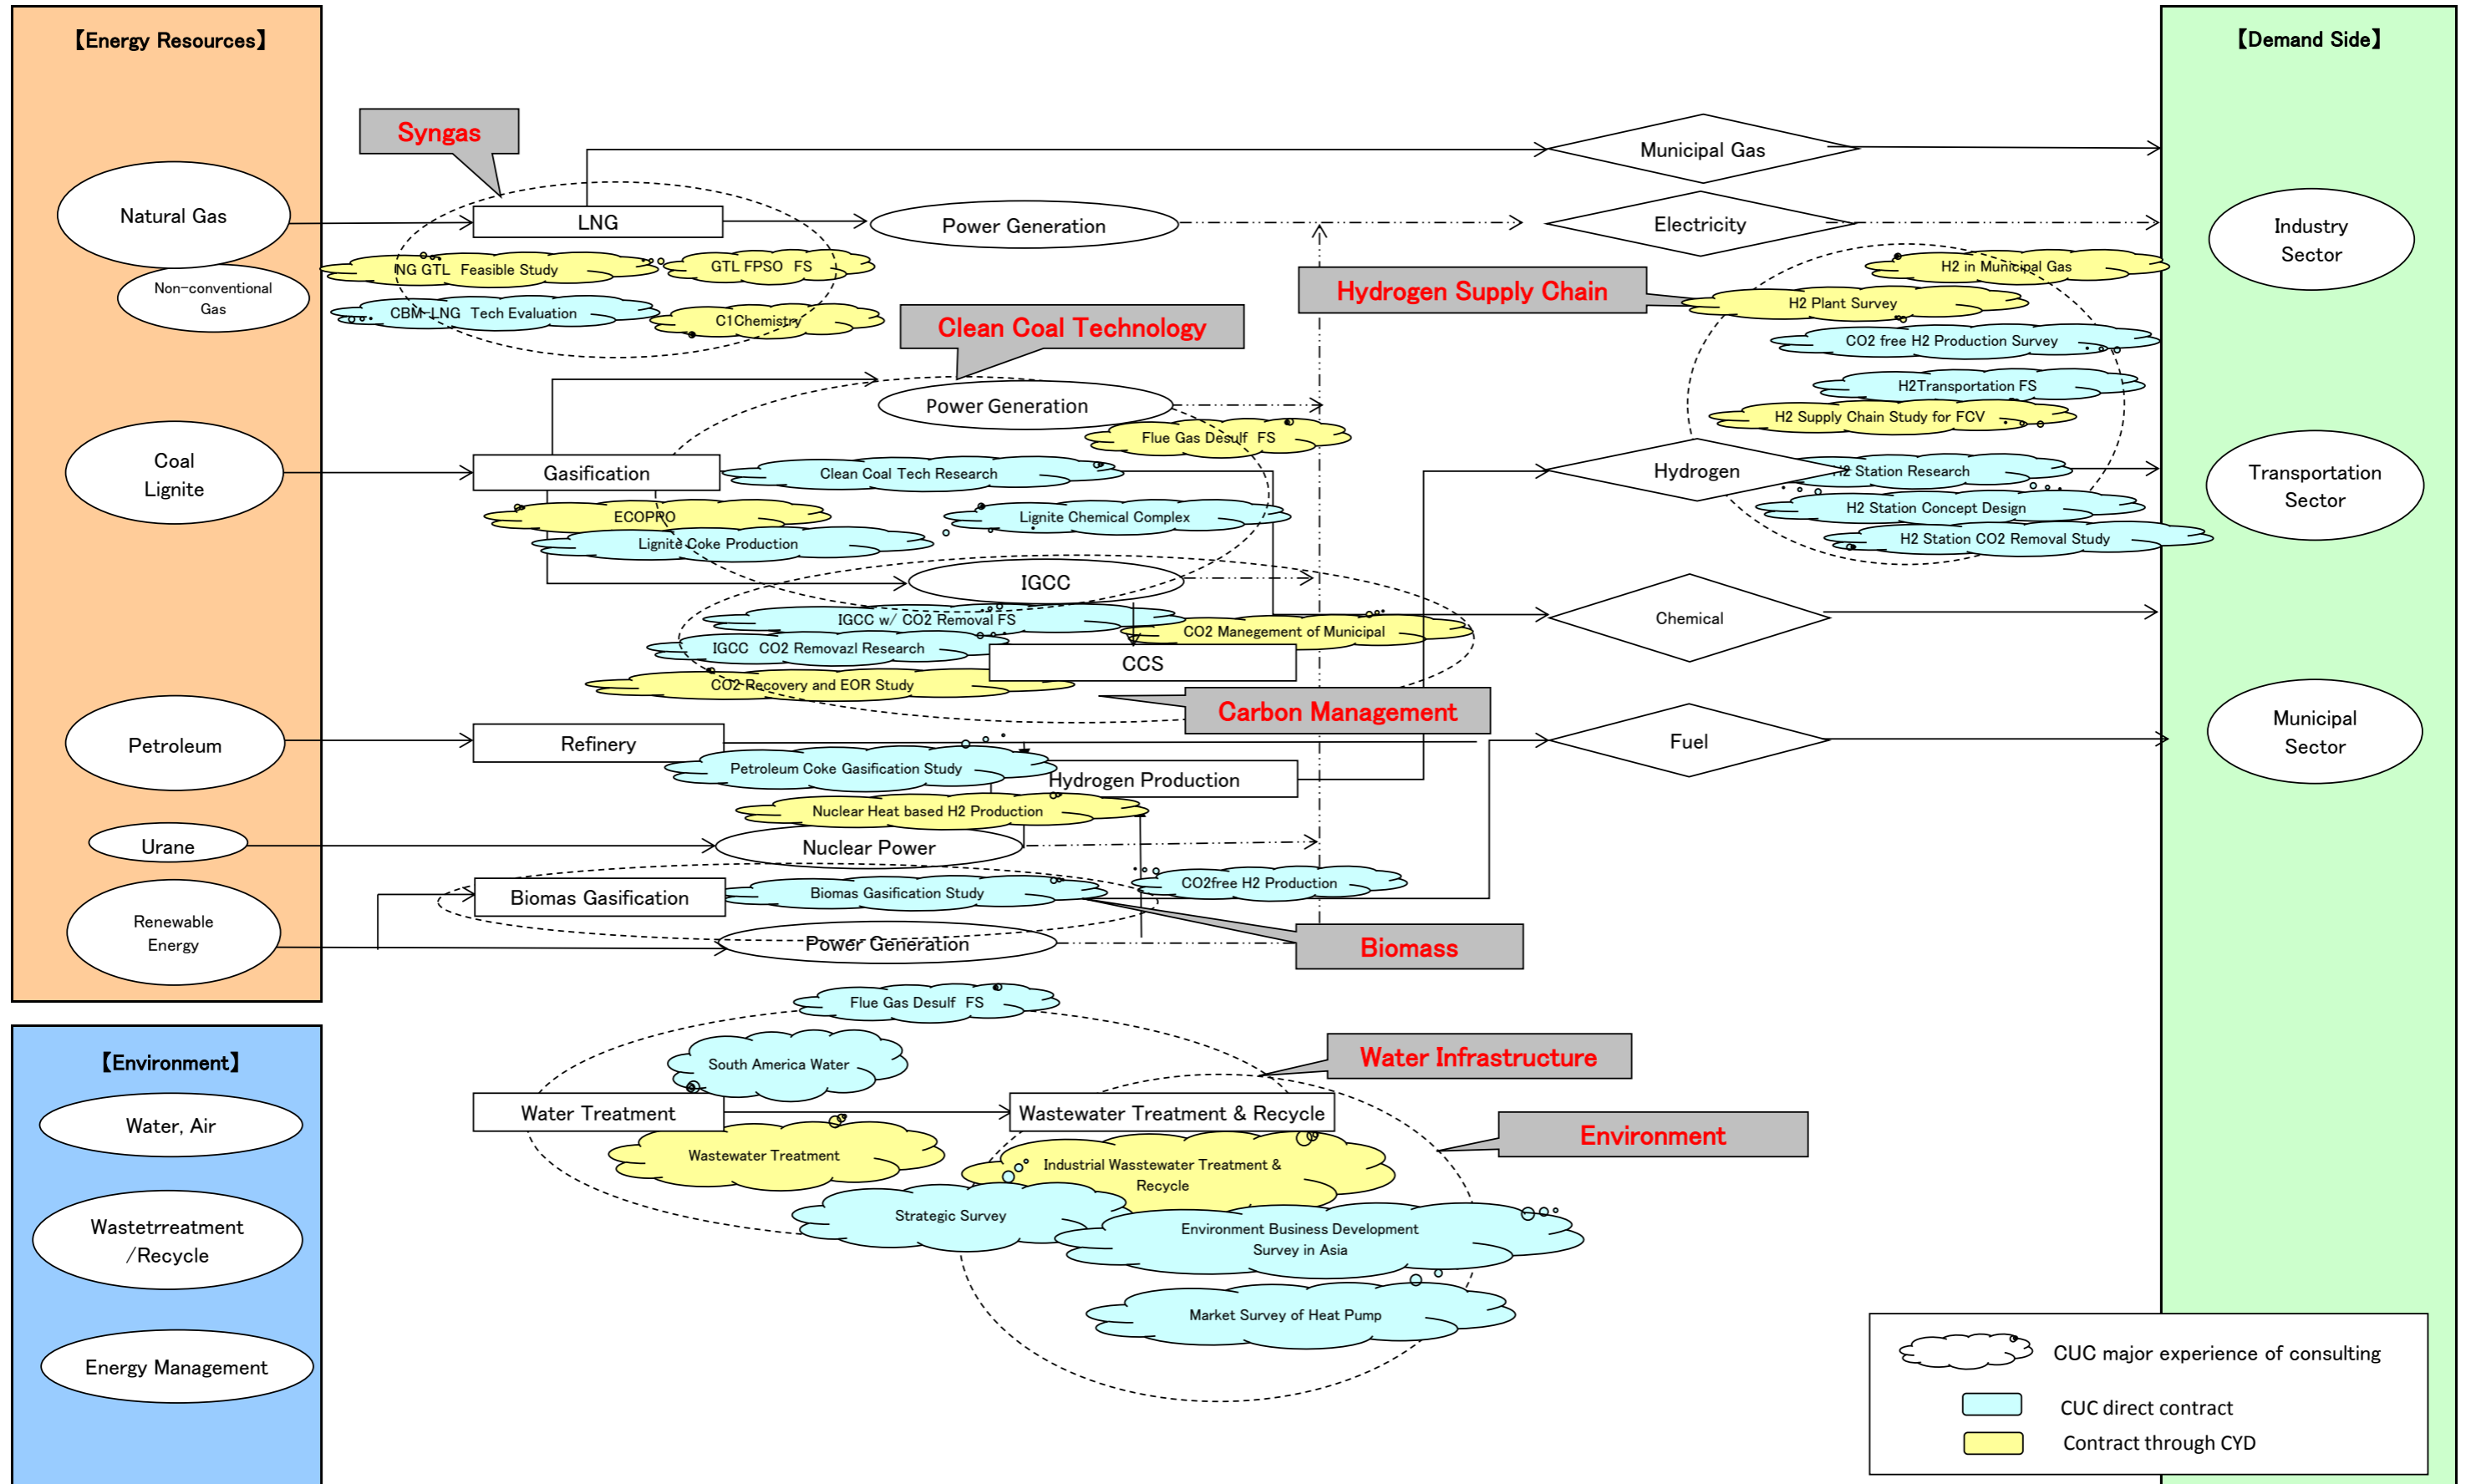 【Energy Resources】
【Demand Side】
Syngas
Municipal Gas
Natural Gas
LNG
Power Generation
Electricity
Industry
Sector
NG GTL  Feasible Study
GTL FPSO  FS
H2 in Municipal Gas
Non-conventional
Gas
Hydrogen Supply Chain
H2 Plant Survey
CBM-LNG  Tech Evaluation
C1Chemistry
Clean Coal Technology
CO2 free H2 Production Survey
H2Transportation FS
Power Generation
H2 Supply Chain Study for FCV
Flue Gas Desulf  FS
Coal
Lignite
Gasification
Clean Coal Tech Research
Hydrogen
H2 Station Research
Transportation
Sector
ECOPRO
Lignite Chemical Complex
H2 Station Concept Design
Lignite Coke Production
H2 Station CO2 Removal Study
IGCC
IGCC w/ CO2 Removal FS
Chemical
CO2 Manegement of Municipal
IGCC  CO2 Removazl Research
CCS
CO2 Recovery and EOR Study
Carbon Management
Petroleum
Refinery
Fuel
Municipal
Sector
Petroleum Coke Gasification Study
Hydrogen Production
Nuclear Heat based H2 Production
Urane
Nuclear Power
Biomas Gasification
Biomas Gasification Study
CO2free H2 Production
Renewable
Energy
Power Generation
Biomass
Flue Gas Desulf  FS
【Environment】
South America Water
Water Infrastructure
Water, Air
Water Treatment
Wastewater Treatment & Recycle
Environment
Wastewater Treatment
Industrial Wasstewater Treatment &
Recycle
Wastetrreatment
/Recycle
Strategic Survey
Environment Business Development
Survey in Asia
Market Survey of Heat Pump
Energy Management
CUC major experience of consulting
CUC direct contract
Contract through CYD